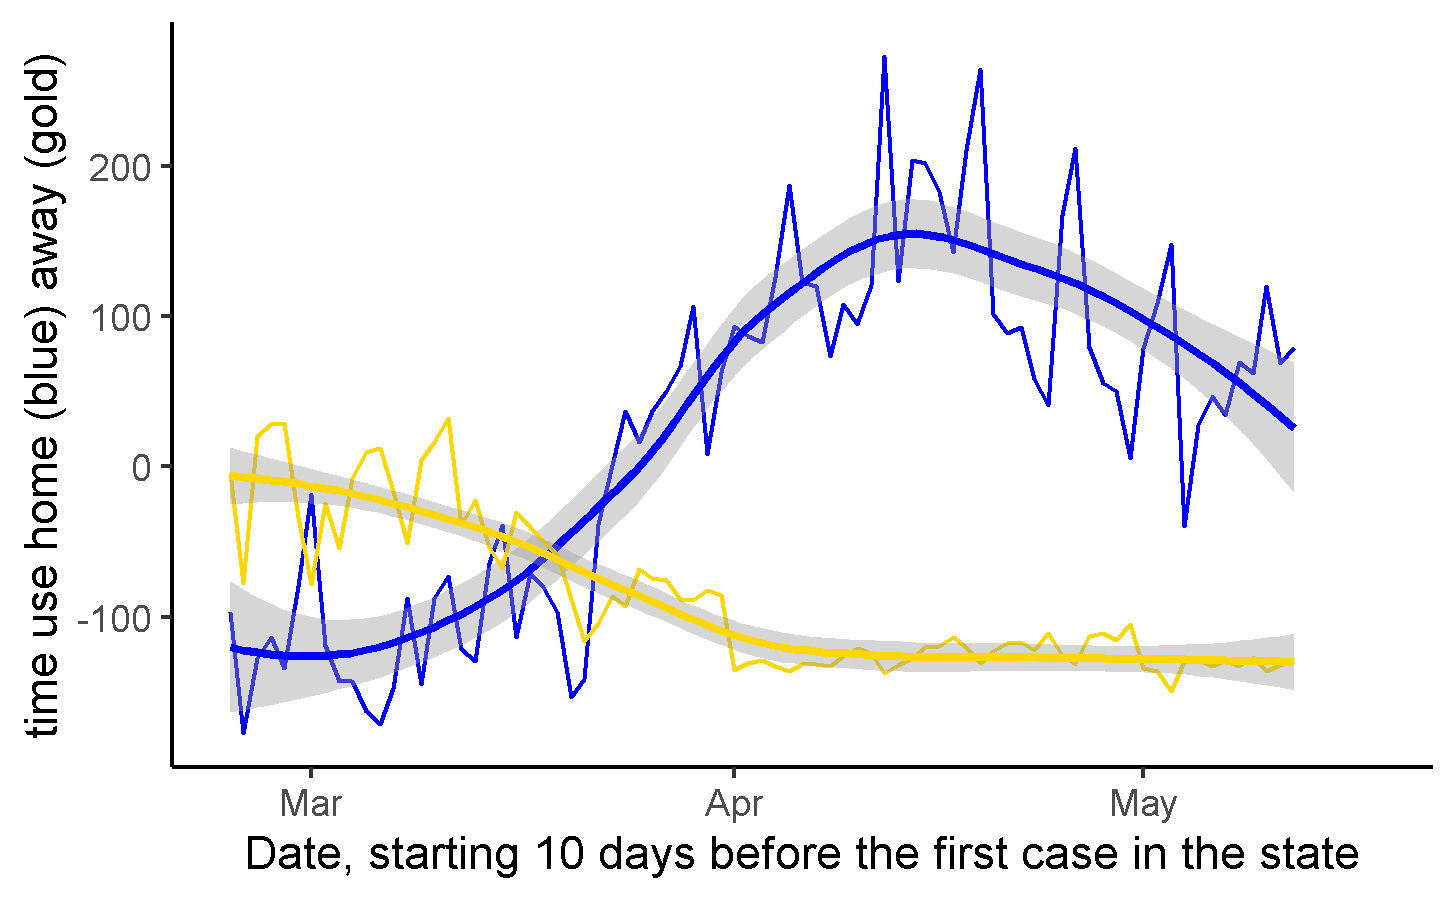 time use home (blue) away (gold)
200
100
0
-100
Mar Apr May
Date, starting 10 days before the first case in the state